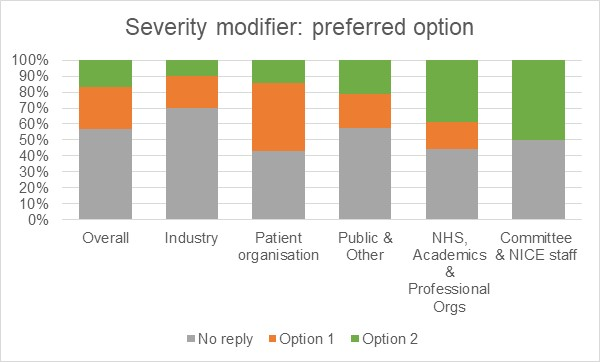 Severity modifier: preferred option
100%
90%
80%
70%
60%
50%
40%
30%
20%
10%
0%
Overall
Industry
Patient
organisation
Public &
Other
NHS,
Academics
&
Professional
Orgs
Committee
& NICE staff
No reply
Option 1
Option 2